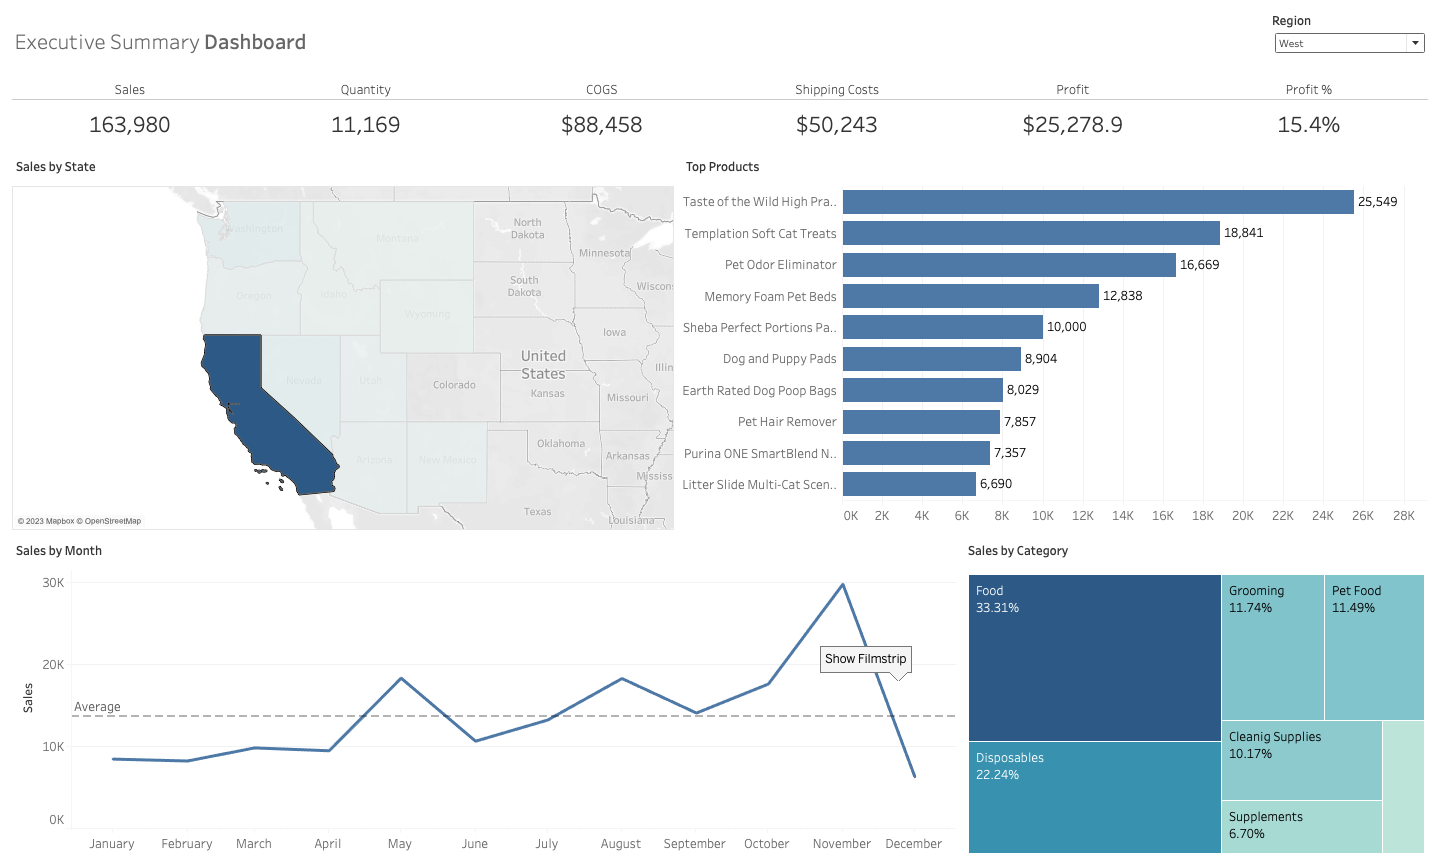 Executive Summary Dashboard
Region
West
Sales
Quantity
COGS
Shipping Costs
Profit
Profit %
163,980
11,169
$88,458
$50,243
$25,278.9
15.4%
Sales by State
Washington
Montana
North
Dakota
Minnesota
Oregon
Idaho
South
Dakota
Wiscons
Wyoming
Iowa
United
States
Illin
Nevada
Utah
Colorado
Kansas
Missouri
Arizona
New Mexico
Oklahoma
Arkansas
Mississ
Texas
Louisiana
© 2023 Mapbox © OpenStreetMap
Top Products
Taste of the Wild High Pra..
25,549
Templation Soft Cat Treats
18,841
Pet Odor Eliminator
16,669
Memory Foam Pet Beds
12,838
Sheba Perfect Portions Pa..
10,000
Dog and Puppy Pads
8,904
Earth Rated Dog Poop Bags
8,029
Pet Hair Remover
7,857
Purina ONE SmartBlend N..
7,357
Litter Slide Multi-Cat Scen..
6,690
0K 2K 4K 6K 8K 10K 12K 14K 16K 18K 20K 22K 24K 26K 28K
Sales by Month
Sales
30K
20K
10K
0K
Average
Show Filmstrip
January February March April May June July August September October November December
Sales by Category
Food
33.31%
Grooming
11.74%
Pet Food
11.49%
Disposables
22.24%
Cleanig Supplies
10.17%
Supplements
6.70%